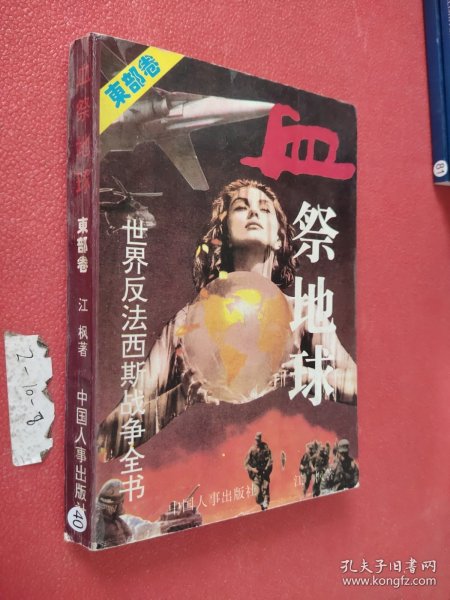 東部卷
血祭地球
世界反法西斯战争全书
江
中国人事出版社
血祭地球
東部卷
江枫著
中国人事出版社
40
2-10-8
81
孔夫子旧书网
www.kongfz.com